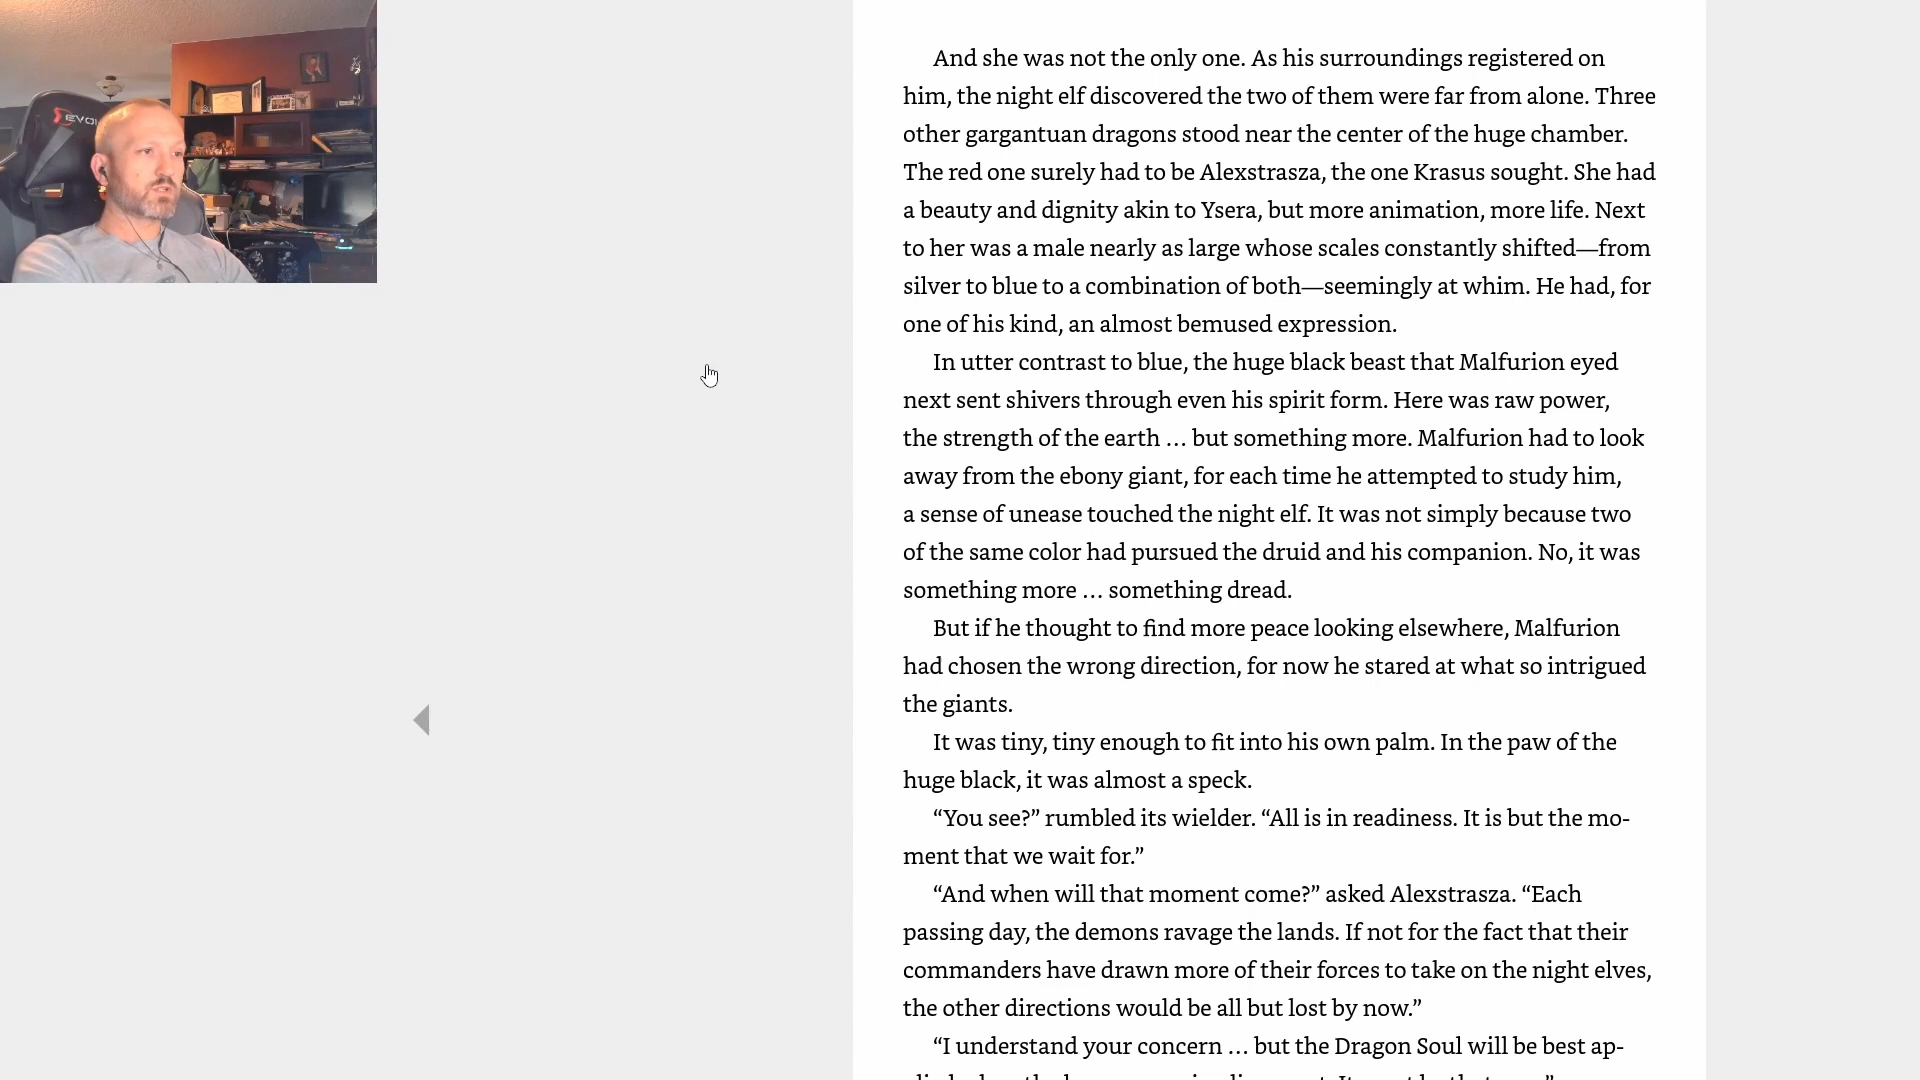 And she was not the only one. As his surroundings registered on
him, the night elf discovered the two of them were far from alone. Three
other gargantuan dragons stood near the center of the huge chamber.
The red one surely had to be Alexstrasza, the one Krasus sought. She had
a beauty and dignity akin to Ysera, but more animation, more life. Next
to her was a male nearly as large whose scales constantly shifted—from
silver to blue to a combination of both—seemingly at whim. He had, for
one of his kind, an almost bemused expression.
In utter contrast to blue, the huge black beast that Malfurion eyed
next sent shivers through even his spirit form. Here was raw power,
the strength of the earth … but something more. Malfurion had to look
away from the ebony giant, for each time he attempted to study him,
a sense of unease touched the night elf. It was not simply because two
of the same color had pursued the druid and his companion. No, it was
something more … something dread.
But if he thought to find more peace looking elsewhere, Malfurion
had chosen the wrong direction, for now he stared at what so intrigued
the giants.
It was tiny, tiny enough to fit into his own palm. In the paw of the
huge black, it was almost a speck.
“You see?” rumbled its wielder. “All is in readiness. It is but the mo-
ment that we wait for.”
“And when will that moment come?” asked Alexstrasza. “Each
passing day, the demons ravage the lands. If not for the fact that their
commanders have drawn more of their forces to take on the night elves,
the other directions would be all but lost by now.”
“I understand your concern … but the Dragon Soul will be best ap-